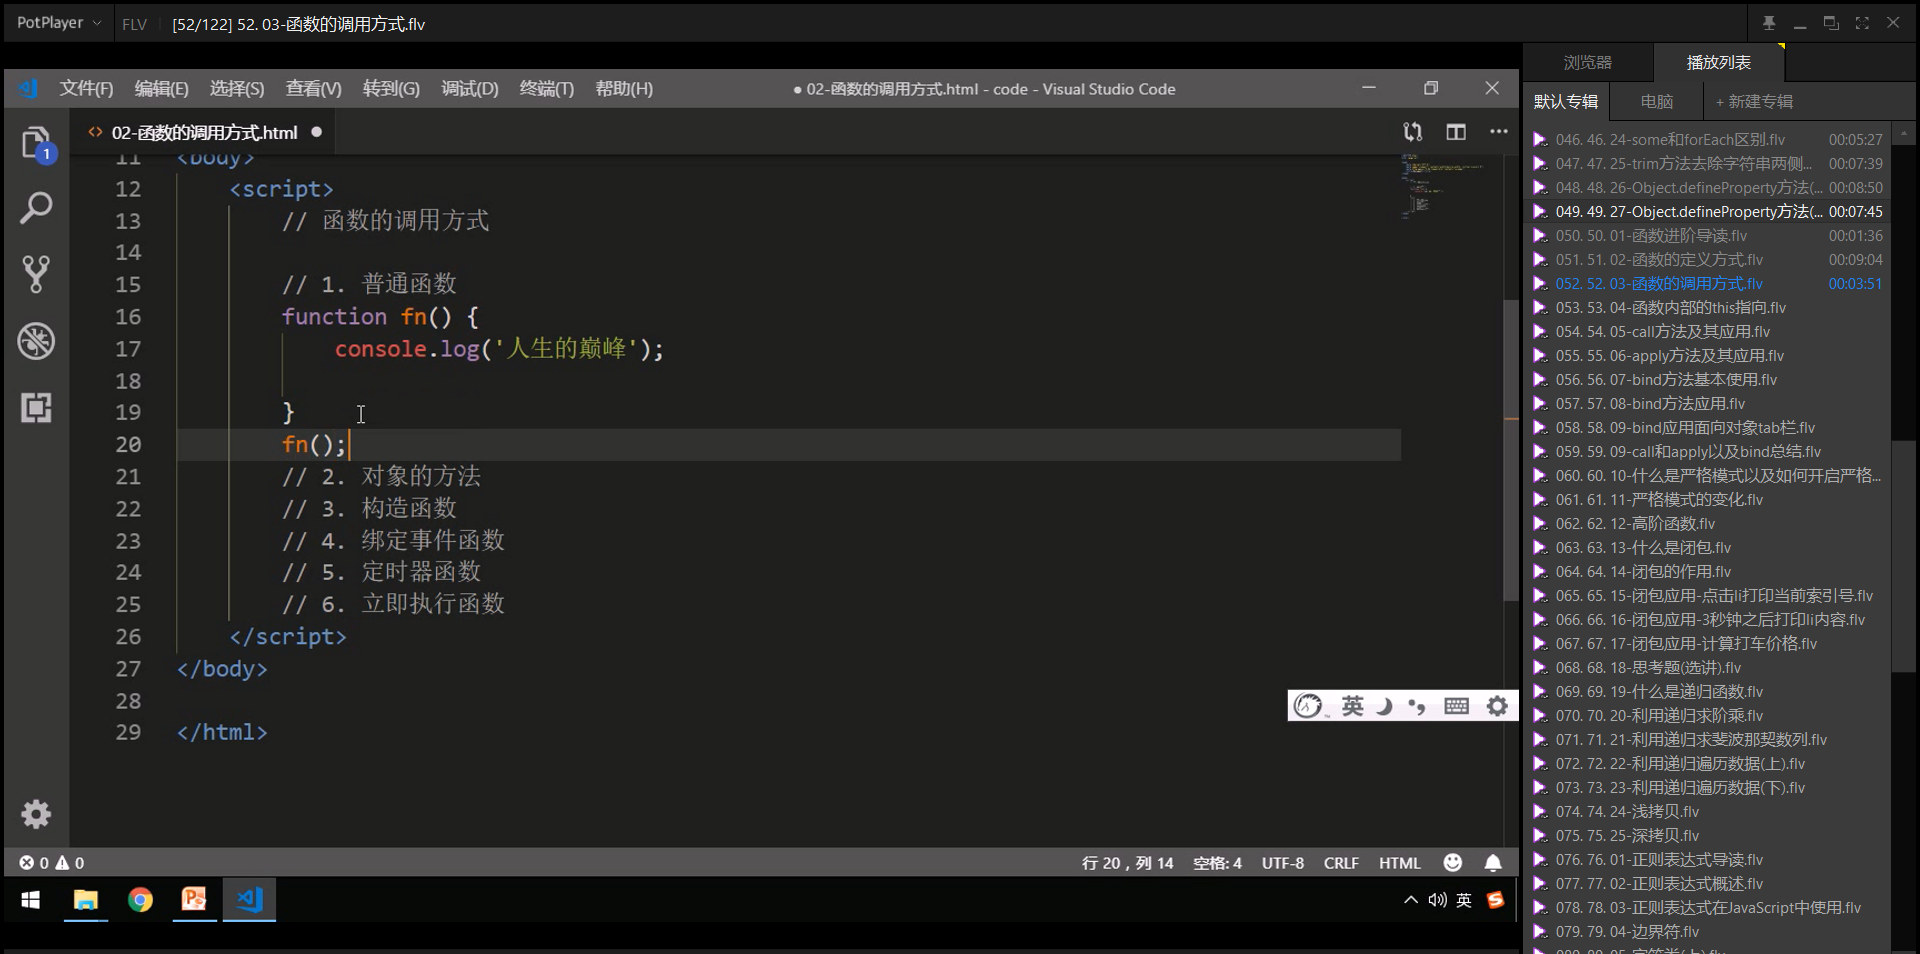 PotPlayer FLV [52/122] 52. 03-函数的调用方式.flv
文件(F) 编辑(E) 选择(S) 查看(V) 转到(G) 调试(D) 终端(T) 帮助(H) ● 02-函数的调用方式.html - code - Visual Studio Code
<> 02-函数的调用方式.html ●
1
11 <body>
12 <script>
13 // 函数的调用方式
14
15 // 1. 普通函数
16 function fn() {
17 console.log('人生的巅峰');
18
19 }
20 fn();
21 // 2. 对象的方法
22 // 3. 构造函数
23 // 4. 绑定事件函数
24 // 5. 定时器函数
25 // 6. 立即执行函数
26 </script>
27 </body>
28
29 </html>
英
0 0 行 20，列 14 空格: 4 UTF-8 CRLF HTML
英
浏览器 播放列表
默认专辑 电脑 + 新建专辑
046. 46. 24-some和forEach区别.flv 00:05:27
047. 47. 25-trim方法去除字符串两侧... 00:07:39
048. 48. 26-Object.defineProperty方法(... 00:08:50
049. 49. 27-Object.defineProperty方法(... 00:07:45
050. 50. 01-函数进阶导读.flv 00:01:36
051. 51. 02-函数的定义方式.flv 00:09:04
052. 52. 03-函数的调用方式.flv 00:03:51
053. 53. 04-函数内部的this指向.flv
054. 54. 05-call方法及其应用.flv
055. 55. 06-apply方法及其应用.flv
056. 56. 07-bind方法基本使用.flv
057. 57. 08-bind方法应用.flv
058. 58. 09-bind应用面向对象tab栏.flv
059. 59. 09-call和apply以及bind总结.flv
060. 60. 10-什么是严格模式以及如何开启严格...
061. 61. 11-严格模式的变化.flv
062. 62. 12-高阶函数.flv
063. 63. 13-什么是闭包.flv
064. 64. 14-闭包的作用.flv
065. 65. 15-闭包应用-点击li打印当前索引号.flv
066. 66. 16-闭包应用-3秒钟之后打印li内容.flv
067. 67. 17-闭包应用-计算打车价格.flv
068. 68. 18-思考题(选讲).flv
069. 69. 19-什么是递归函数.flv
070. 70. 20-利用递归求阶乘.flv
071. 71. 21-利用递归求斐波那契数列.flv
072. 72. 22-利用递归遍历数据(上).flv
073. 73. 23-利用递归遍历数据(下).flv
074. 74. 24-浅拷贝.flv
075. 75. 25-深拷贝.flv
076. 76. 01-正则表达式导读.flv
077. 77. 02-正则表达式概述.flv
078. 78. 03-正则表达式在JavaScript中使用.flv
079. 79. 04-边界符.flv